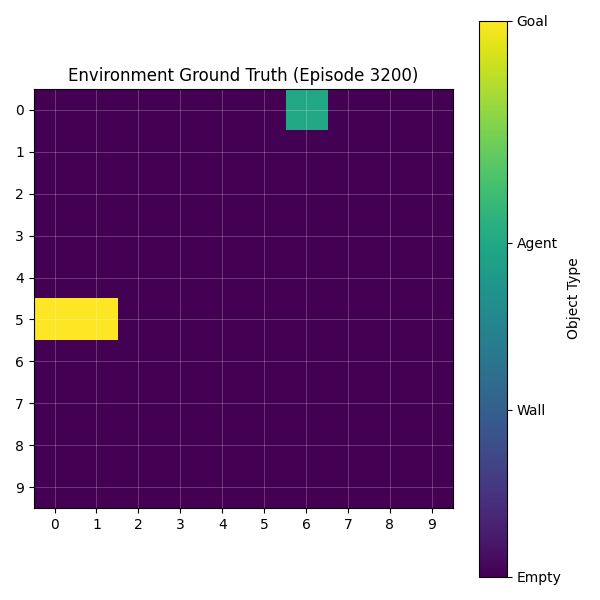 Environment Ground Truth (Episode 3200)
0
1
2
3
4
5
6
7
8
9
0 1 2 3 4 5 6 7 8 9
Goal
Agent
Wall
Empty
Object Type